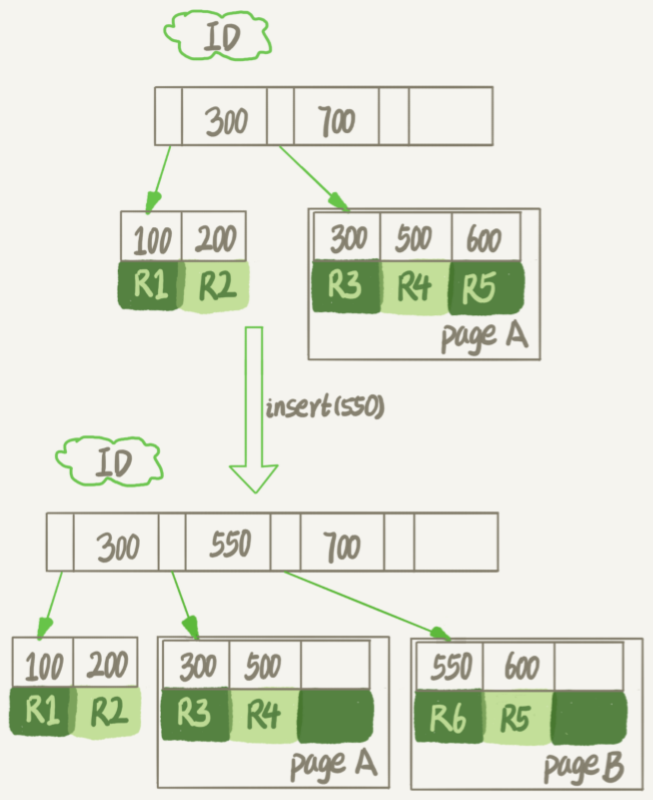 ID
300 700
100 200 300 500 600
R1 R2 R3 R4 R5
page A
insert(550)
ID
300 550 700
100 200 300 500 550 600
R1 R2 R3 R4 R6 R5
page A page B